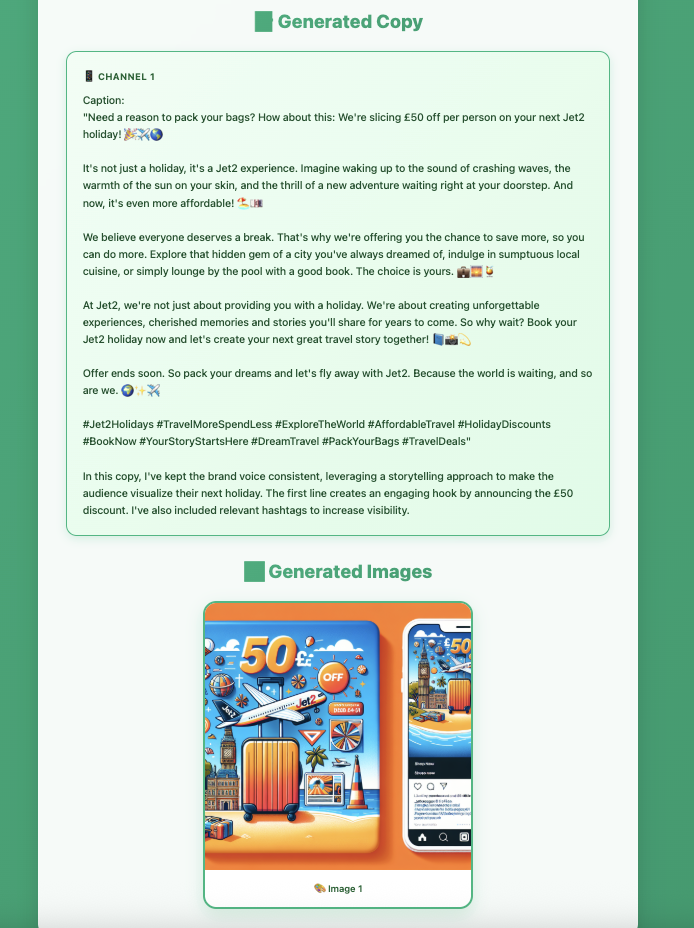 Generated Copy
📱 CHANNEL 1
Caption:
"Need a reason to pack your bags? How about this: We're slicing £50 off per person on your next Jet2
holiday! 🎉✈️🌎
It's not just a holiday, it's a Jet2 experience. Imagine waking up to the sound of crashing waves, the
warmth of the sun on your skin, and the thrill of a new adventure waiting right at your doorstep. And
now, it's even more affordable! 🏖️💷
We believe everyone deserves a break. That's why we're offering you the chance to save more, so you
can do more. Explore that hidden gem of a city you've always dreamed of, indulge in sumptuous local
cuisine, or simply lounge by the pool with a good book. The choice is yours. 💼🌅🍹
At Jet2, we're not just about providing you with a holiday. We're about creating unforgettable
experiences, cherished memories and stories you'll share for years to come. So why wait? Book your
Jet2 holiday now and let's create your next great travel story together! 📘📸💫
Offer ends soon. So pack your dreams and let's fly away with Jet2. Because the world is waiting, and so
are we. 🌍✨✈️
#Jet2Holidays #TravelMoreSpendLess #ExploreTheWorld #AffordableTravel #HolidayDiscounts
#BookNow #YourStoryStartsHere #DreamTravel #PackYourBags #TravelDeals"
In this copy, I've kept the brand voice consistent, leveraging a storytelling approach to make the
audience visualize their next holiday. The first line creates an engaging hook by announcing the £50
discount. I've also included relevant hashtags to increase visibility.
Generated Images
50££
OFF
Jet2
Jet2
£50
🎨 Image 1